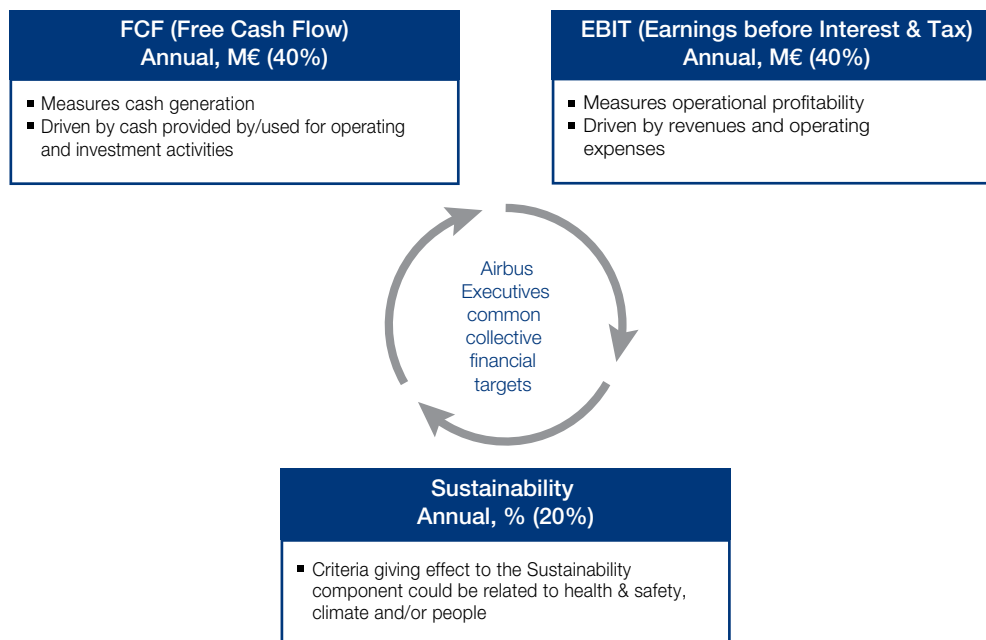 FCF (Free Cash Flow)
Annual, M€ (40%)
▪ Measures cash generation
▪ Driven by cash provided by/used for operating
and investment activities
EBIT (Earnings before Interest & Tax)
Annual, M€ (40%)
▪ Measures operational profitability
▪ Driven by revenues and operating
expenses
Airbus
Executives
common
collective
financial
targets
Sustainability
Annual, % (20%)
▪ Criteria giving effect to the Sustainability
component could be related to health & safety,
climate and/or people